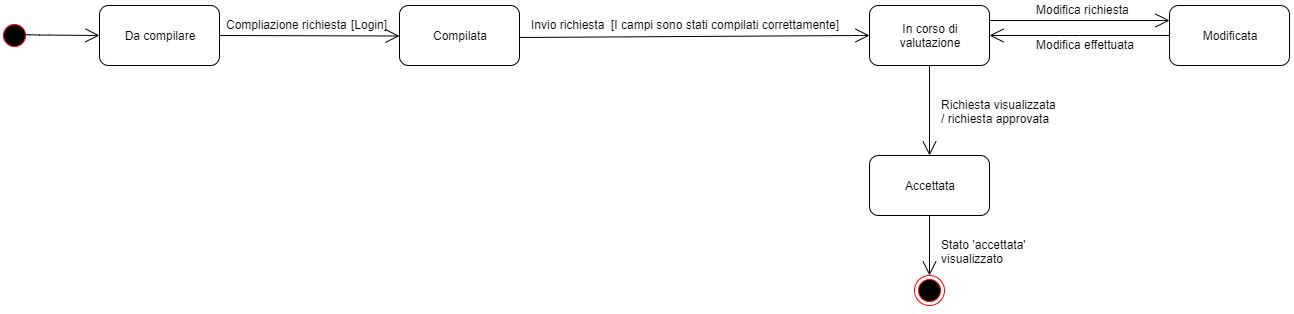 Da compilare
Compliazione richiesta [Login]
Compilata
Invio richiesta  [I campi sono stati compilati correttamente]
In corso di
valutazione
Modifica richiesta
Modifica effettuata
Modificata
Richiesta visualizzata
/ richiesta approvata
Accettata
Stato 'accettata'
visualizzato